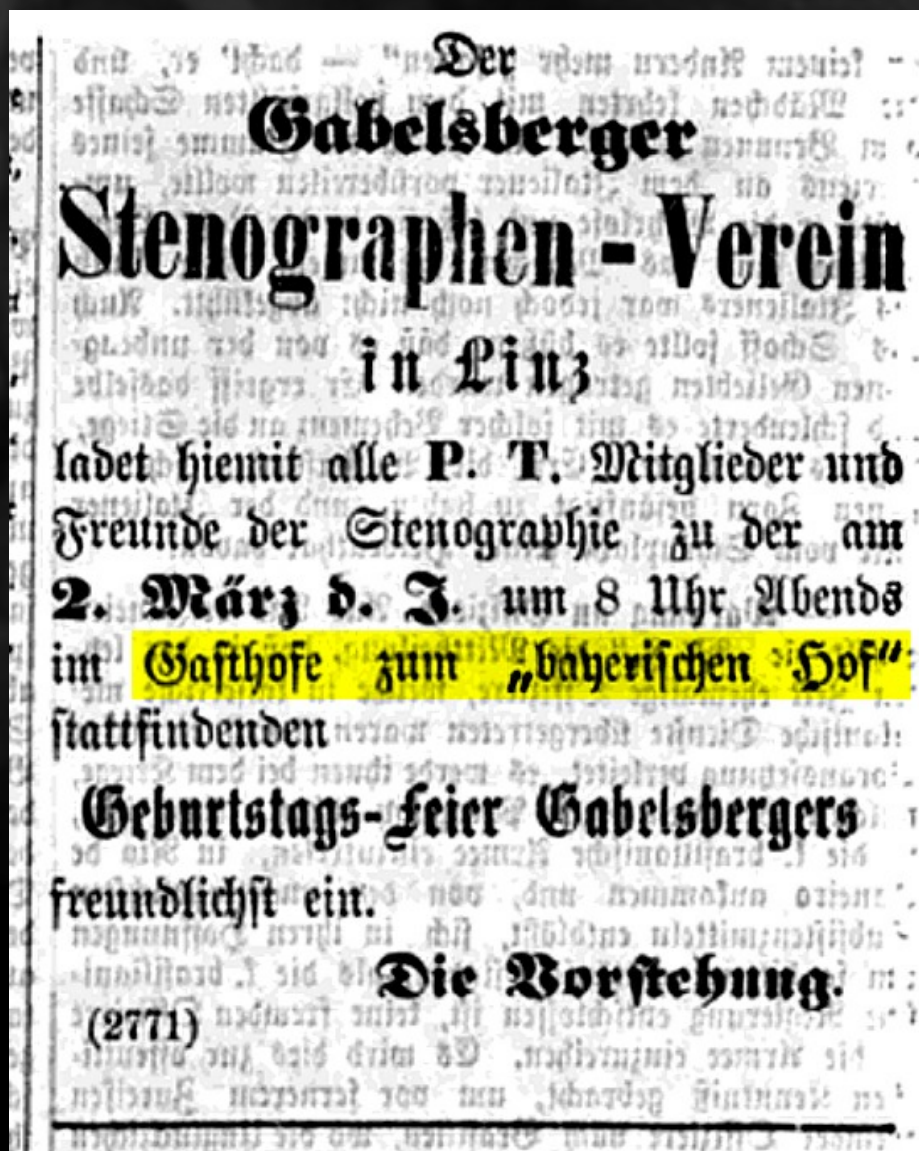 Der
Gabelsberger
Stenographen - Verein
in Linz
ladet hiemit alle P. T. Mitglieder und
Freunde der Stenographie zu der am
2. März d. J. um 8 Uhr Abends
im Gasthofe zum „bayerischen Hof“
stattfindenden
Geburtstags-Feier Gabelsbergers
freundlichst ein.
Die Vorstehung.
(2771)